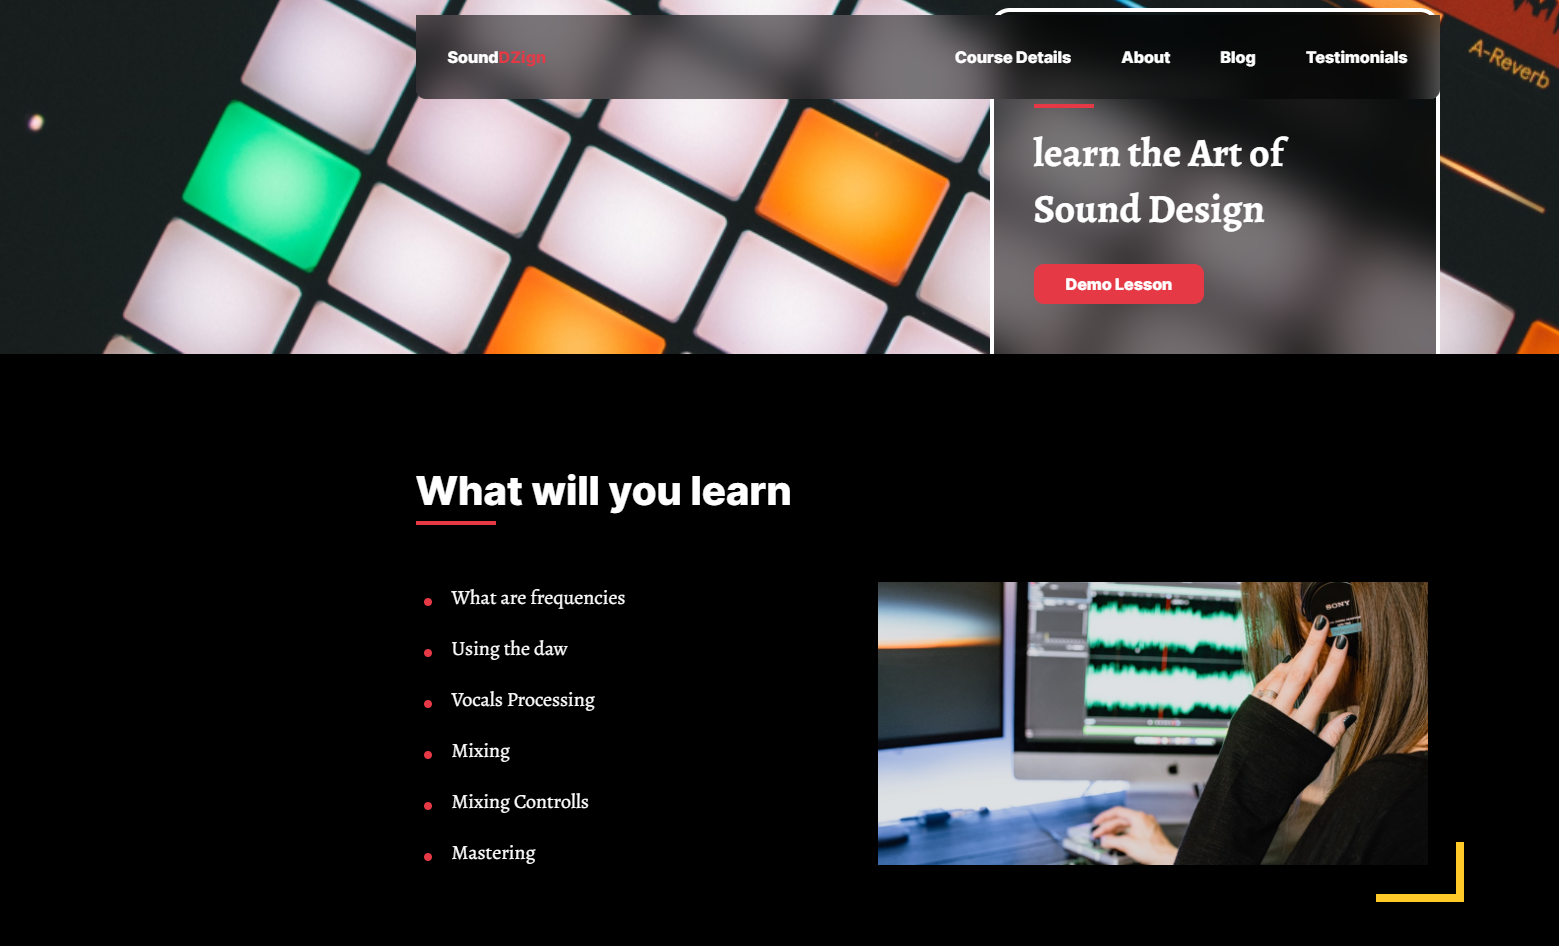 SoundDZign
Course Details
About
Blog
Testimonials
A-Reverb
learn the Art of
Sound Design
Demo Lesson
What will you learn
What are frequencies
Using the daw
Vocals Processing
Mixing
Mixing Controlls
Mastering
SONY